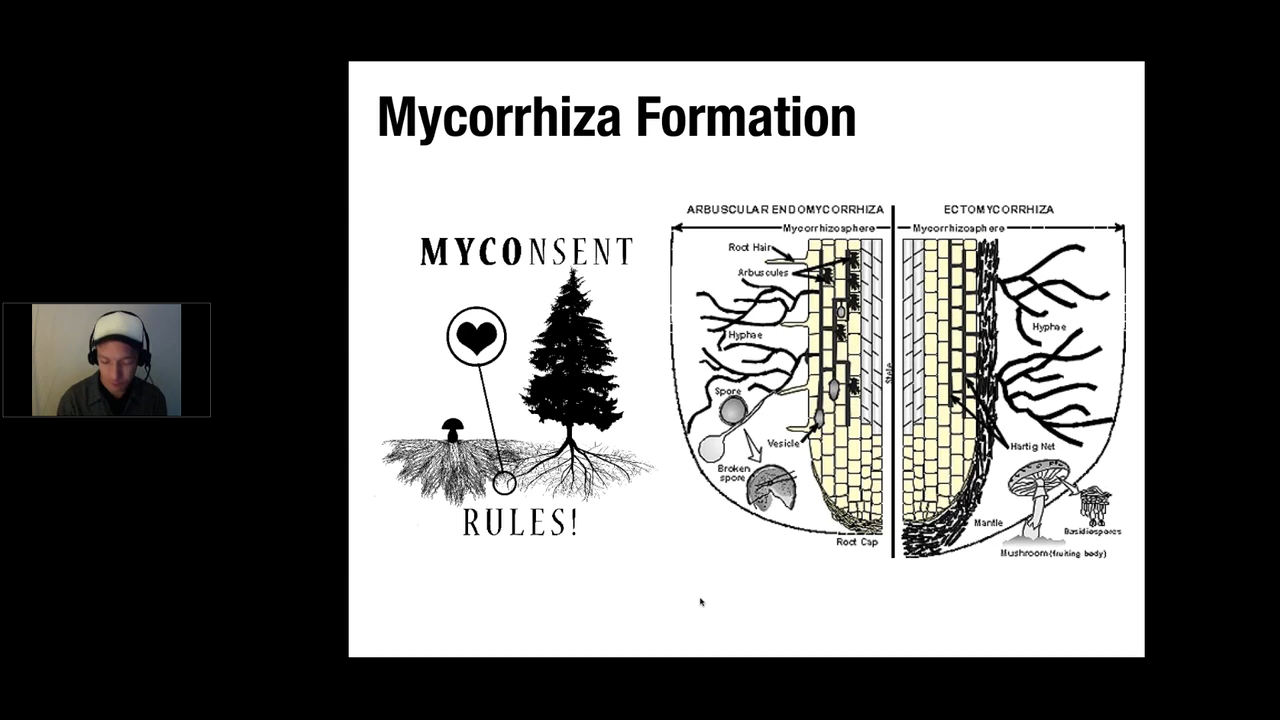 Mycorrhiza Formation
MYCONSENT
RULES!
ARBUSCULAR ENDOMYCORRHIZA
ECTOMYCORRHIZA
Mycorrhizosphere
Mycorrhizosphere
Root Hair
Arbuscules
Hyphae
Hyphae
Stele
Spore
Vesicle
Hartig Net
Broken
spore
Mantle
Basidiospores
Root Cap
Mushroom (fruiting body)